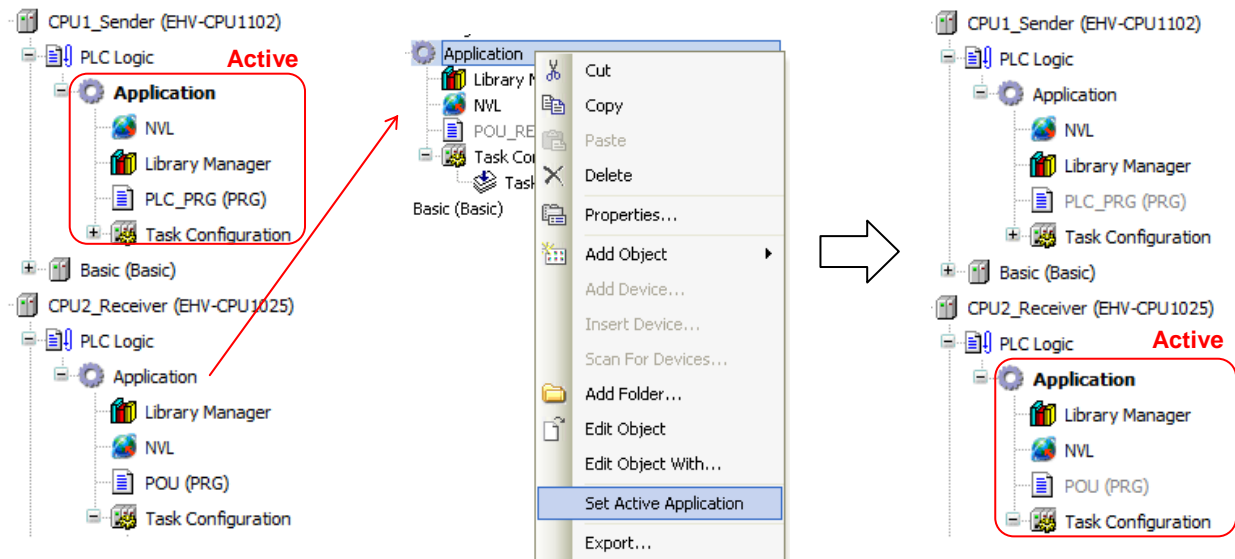 CPU1_Sender (EHV-CPU1102)
PLC Logic
Active
Application
NVL
Library Manager
PLC_PRG (PRG)
Task Configuration
Basic (Basic)
CPU2_Receiver (EHV-CPU1025)
PLC Logic
Application
Library Manager
NVL
POU (PRG)
Task Configuration
Application
Library M
NVL
POU_RE
Task Co
Task
Basic (Basic)
Cut
Copy
Paste
Delete
Properties...
Add Object
Add Device...
Insert Device...
Scan For Devices...
Add Folder...
Edit Object
Edit Object With...
Set Active Application
Export...
CPU1_Sender (EHV-CPU1102)
PLC Logic
Application
NVL
Library Manager
PLC_PRG (PRG)
Task Configuration
Basic (Basic)
CPU2_Receiver (EHV-CPU1025)
PLC Logic
Active
Application
Library Manager
NVL
POU (PRG)
Task Configuration